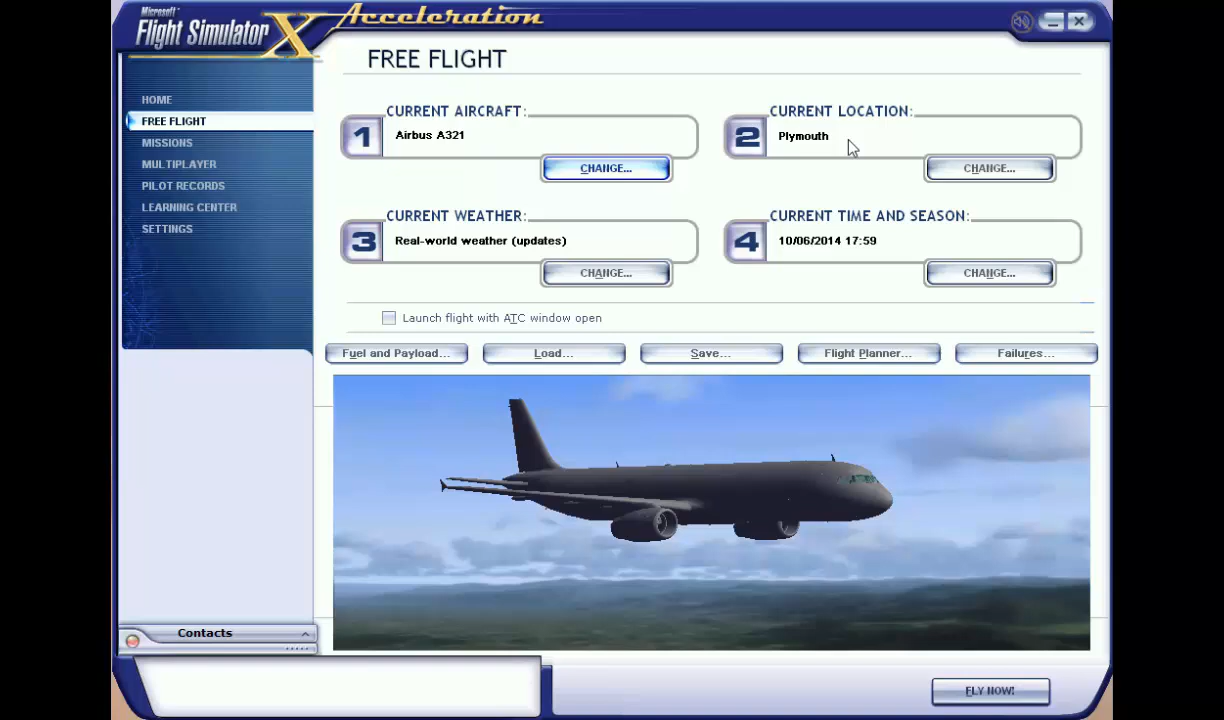 Microsoft
Flight Simulator X
Acceleration
FREE FLIGHT
HOME
FREE FLIGHT
MISSIONS
MULTIPLAYER
PILOT RECORDS
LEARNING CENTER
SETTINGS
CURRENT AIRCRAFT:
1
Airbus A321
CHANGE...
CURRENT LOCATION:
2
Plymouth
CHANGE...
CURRENT WEATHER:
3
Real-world weather (updates)
CHANGE...
CURRENT TIME AND SEASON:
4
10/06/2014 17:59
CHANGE...
Launch flight with ATC window open
Fuel and Payload...
Load...
Save...
Flight Planner...
Failures...
Contacts
FLY NOW!